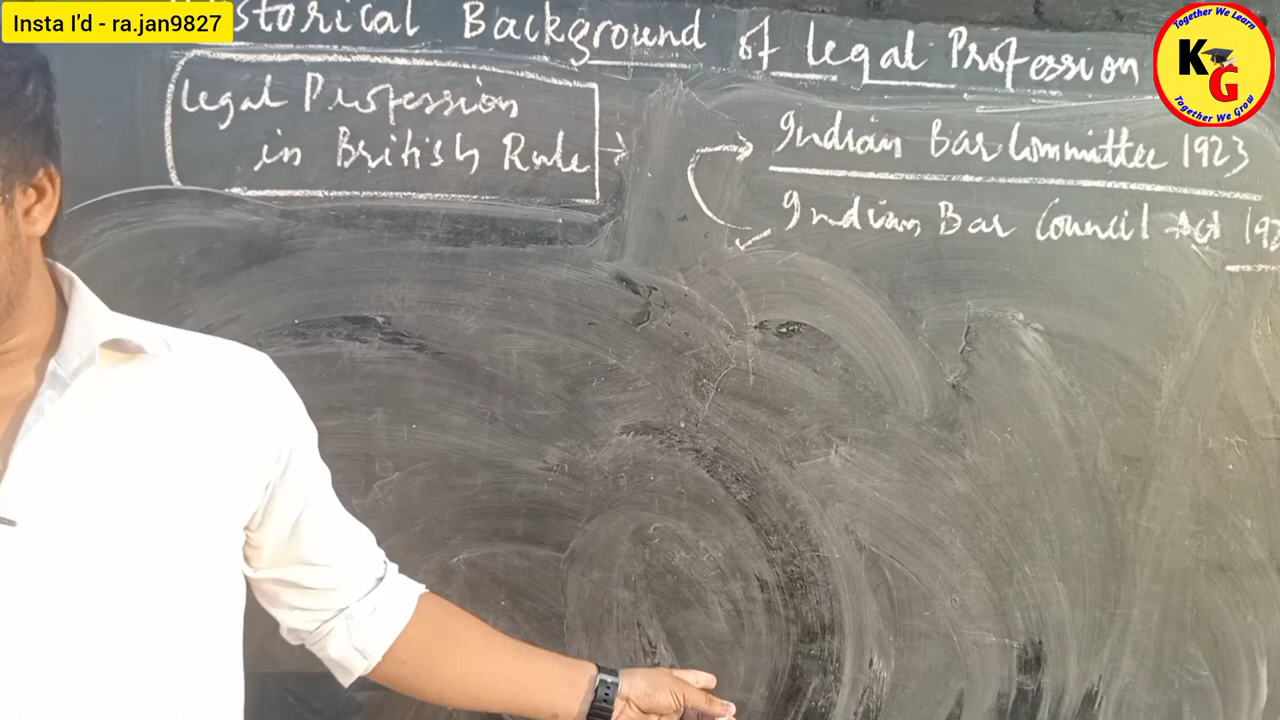 Insta I'd - ra.jan9827
Historical Background of Legal Profession
Legal Profession
in British Rule
Indian Bar Committee 1923
Indian Bar Council Act
Together We Learn
KG
Together We Grow